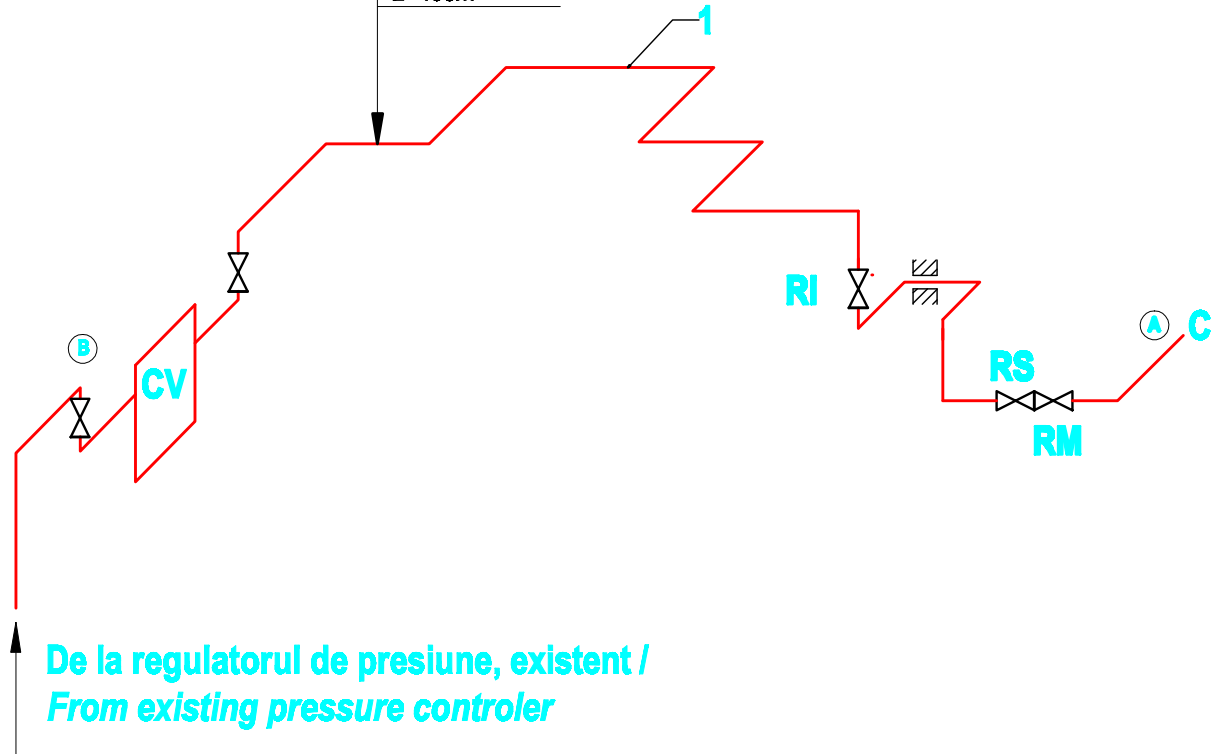 1
RI
A
C
B
CV
RS
RM
De la regulatorul de presiune, existent /
From existing pressure controler